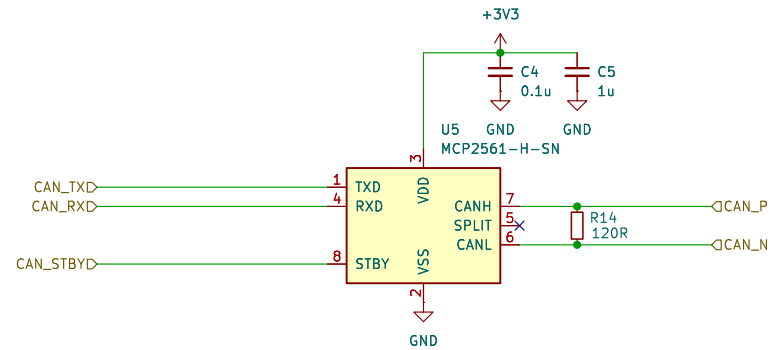 +3V3
C4
0.1u
C5
1u
GND
GND
U5
MCP2561-H-SN
3
VDD
CAN_TX
1
TXD
CAN_RX
4
RXD
CANH
7
CAN_P
SPLIT
5
R14
120R
CANL
6
CAN_N
CAN_STBY
8
STBY
VSS
2
GND